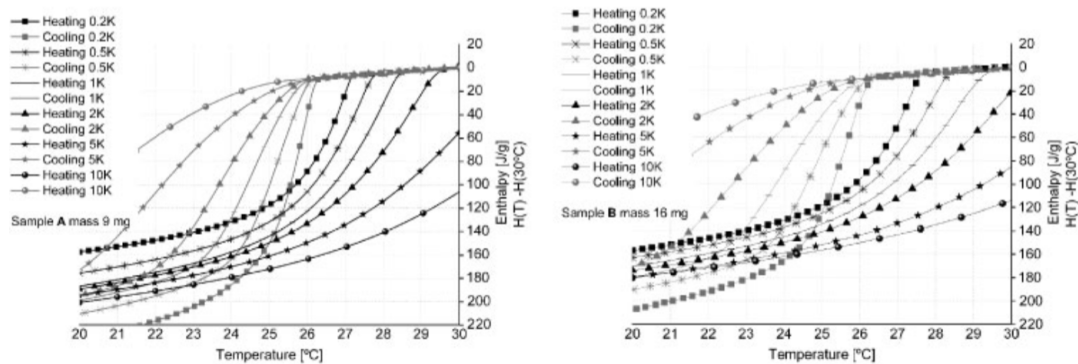 Heating 0.2K
Cooling 0.2K
Heating 0.5K
Cooling 0.5K
Heating 1K
Cooling 1K
Heating 2K
Cooling 2K
Heating 5K
Cooling 5K
Heating 10K
Heating 10K
Sample A mass 9 mg
20
0
20
40
60
80
100
120
140
160
180
200
220
Enthalpy [J/g]
H(T) -H(30ºC)
20 21 22 23 24 25 26 27 28 29 30
Temperature [ºC]
Heating 0.2K
Cooling 0.2K
Heating 0.5K
Cooling 0.5K
Heating 1K
Cooling 1K
Heating 2K
Cooling 2K
Heating 5K
Cooling 5K
Heating 10K
Cooling 10K
Sample B mass 16 mg
20
0
20
40
60
80
100
120
140
160
180
200
220
Enthalpy [J/g]
H(T) -H(30ºC)
20 21 22 23 24 25 26 27 28 29 30
Temperature [ºC]